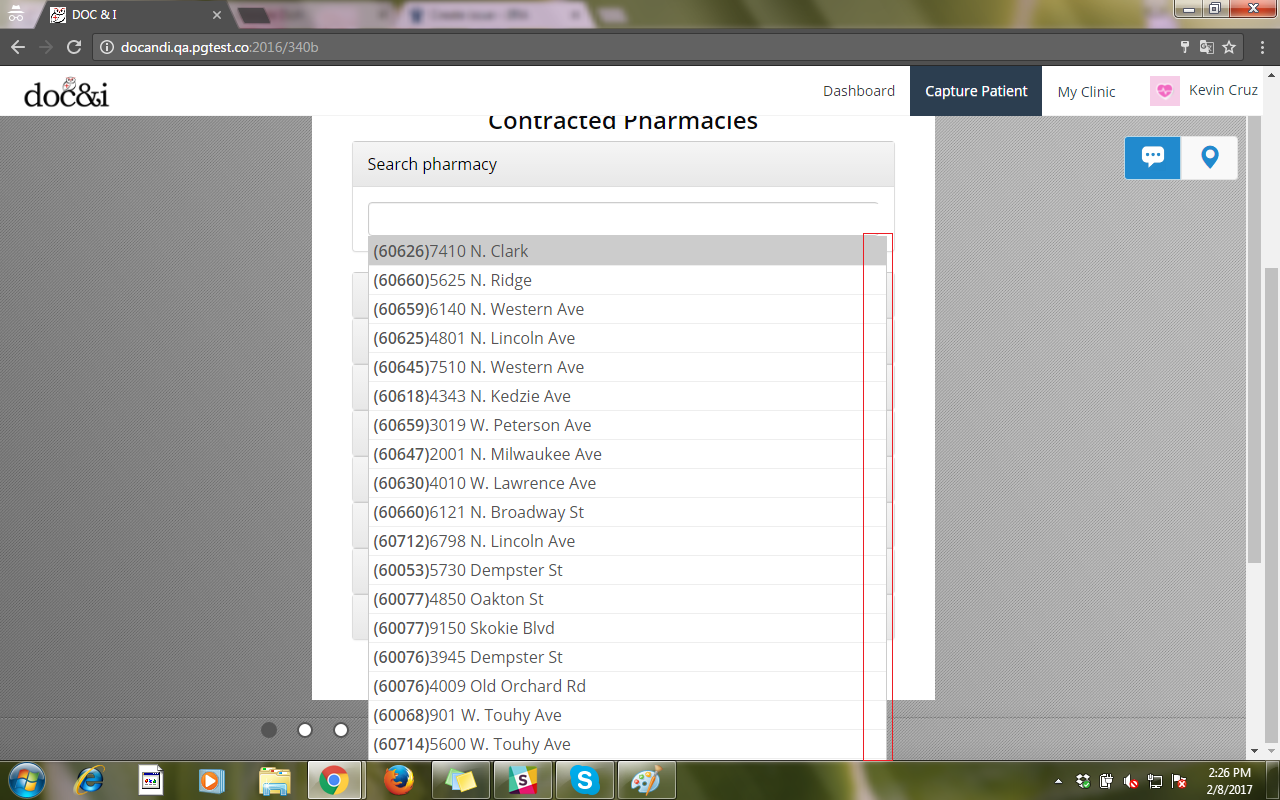 DOC & I
docandi.qa.pgtest.co:2016/340b
doc&i
Dashboard
Capture Patient
My Clinic
Kevin Cruz
Contracted Pharmacies
Search pharmacy
(60626)7410 N. Clark
(60660)5625 N. Ridge
(60659)6140 N. Western Ave
(60625)4801 N. Lincoln Ave
(60645)7510 N. Western Ave
(60618)4343 N. Kedzie Ave
(60659)3019 W. Peterson Ave
(60647)2001 N. Milwaukee Ave
(60630)4010 W. Lawrence Ave
(60660)6121 N. Broadway St
(60712)6798 N. Lincoln Ave
(60053)5730 Dempster St
(60077)4850 Oakton St
(60077)9150 Skokie Blvd
(60076)3945 Dempster St
(60076)4009 Old Orchard Rd
(60068)901 W. Touhy Ave
(60714)5600 W. Touhy Ave
2:26 PM
2/8/2017